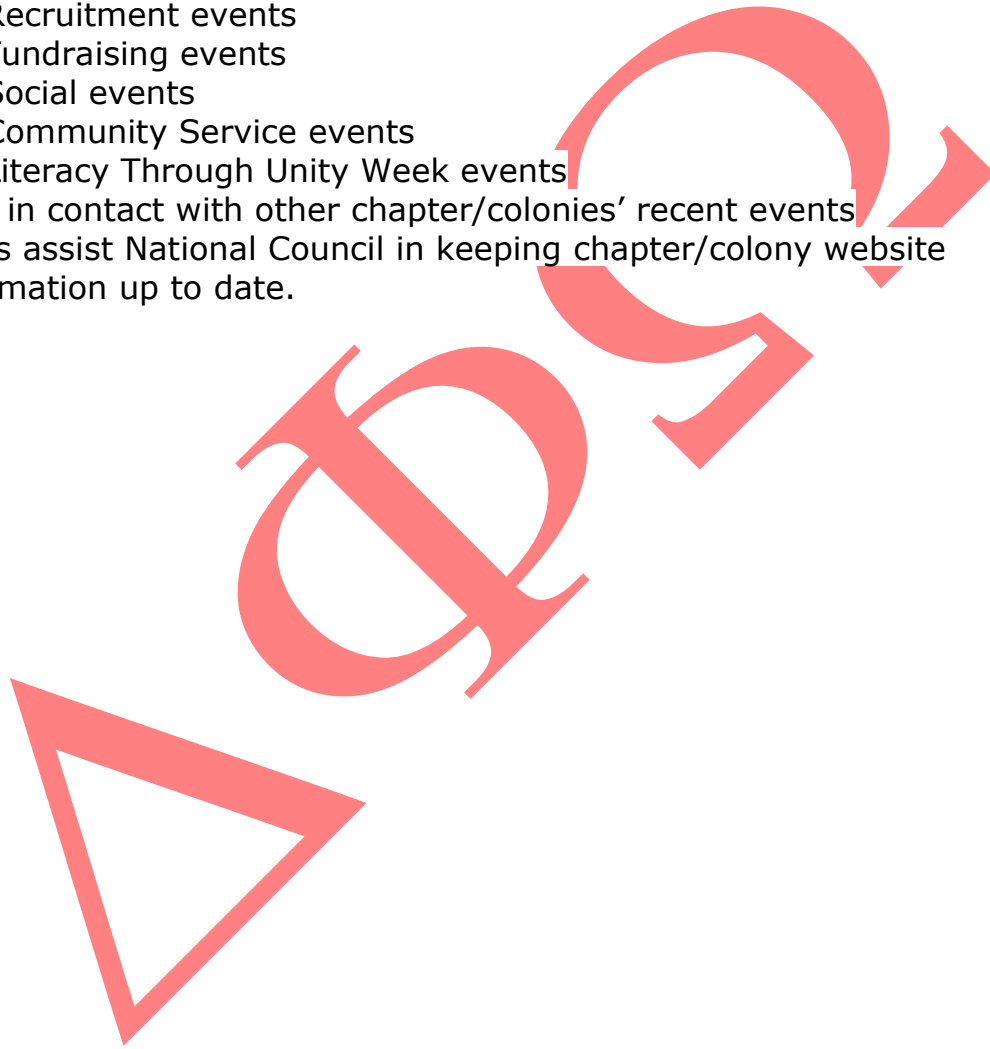 Recruitment events
Fundraising events
Social events
Community Service events
Literacy Through Unity Week events
in contact with other chapter/colonies’ recent events
assist National Council in keeping chapter/colony website
up to date.
ΔΦΩ